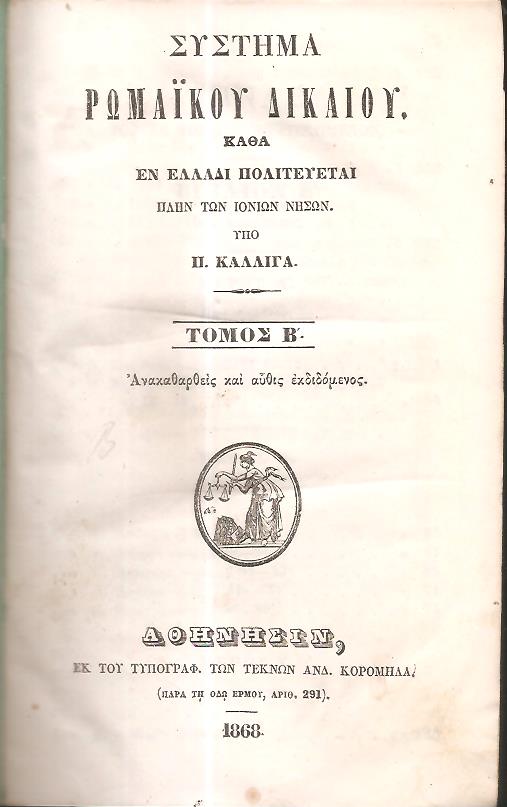 ΣΥΣΤΗΜΑ
ΡΩΜΑΪΚΟΥ ΔΙΚΑΙΟΥ,
ΚΑΘΑ
ΕΝ ΕΛΛΑΔΙ ΠΟΛΙΤΕΥΕΤΑΙ
ΠΛΗΝ ΤΩΝ ΙΟΝΙΩΝ ΝΗΣΩΝ.
ΥΠΟ
Π. ΚΑΛΛΙΓΑ.
ΤΟΜΟΣ Β΄.
Ἀνακαθαρθεὶς καὶ αὖθις ἐκδιδόμενος.
ΑΘΗΝΗΣΙΝ,
ΕΚ ΤΟΥ ΤΥΠΟΓΡΑΦ. ΤΩΝ ΤΕΚΝΩΝ ΑΝΔ. ΚΟΡΟΜΗΛΑ.
(ΠΑΡΑ ΤΗ ΟΔΩ ΕΡΜΟΥ, ΑΡΙΘ. 291).
1868.